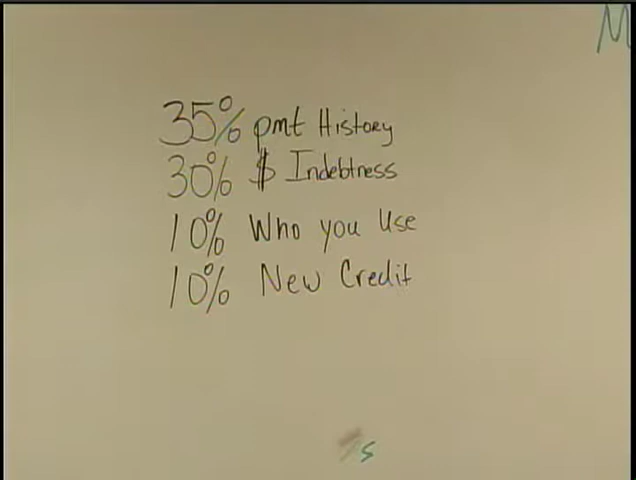 M
35% pmt History
30% $ Indebtness
10% Who you Use
10% New Credit
s